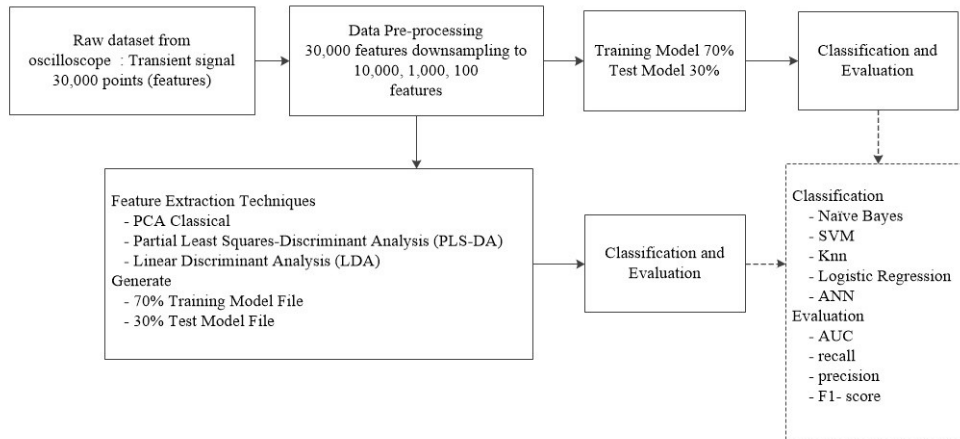 Raw dataset from
oscilloscope : Transient signal
30,000 points (features)
Data Pre-processing
30,000 features downsampling to
10,000, 1,000, 100
features
Training Model 70%
Test Model 30%
Classification and
Evaluation
Feature Extraction Techniques
- PCA Classical
- Partial Least Squares-Discriminant Analysis (PLS-DA)
- Linear Discriminant Analysis (LDA)
Generate
- 70% Training Model File
- 30% Test Model File
Classification and
Evaluation
Classification
- Naïve Bayes
- SVM
- Knn
- Logistic Regression
- ANN
Evaluation
- AUC
- recall
- precision
- F1- score